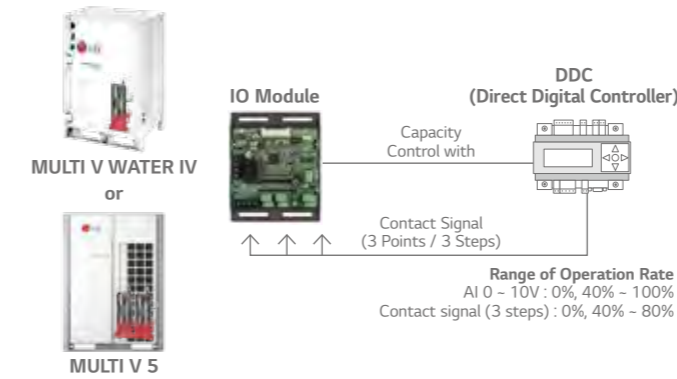 MULTI V WATER IV
or
MULTI V 5
IO Module
DDC
(Direct Digital Controller)
Capacity
Control with
Contact Signal
(3 Points / 3 Steps)
Range of Operation Rate
AI 0 ~ 10V : 0%, 40% ~ 100%
Contact signal (3 steps) : 0%, 40% ~ 80%